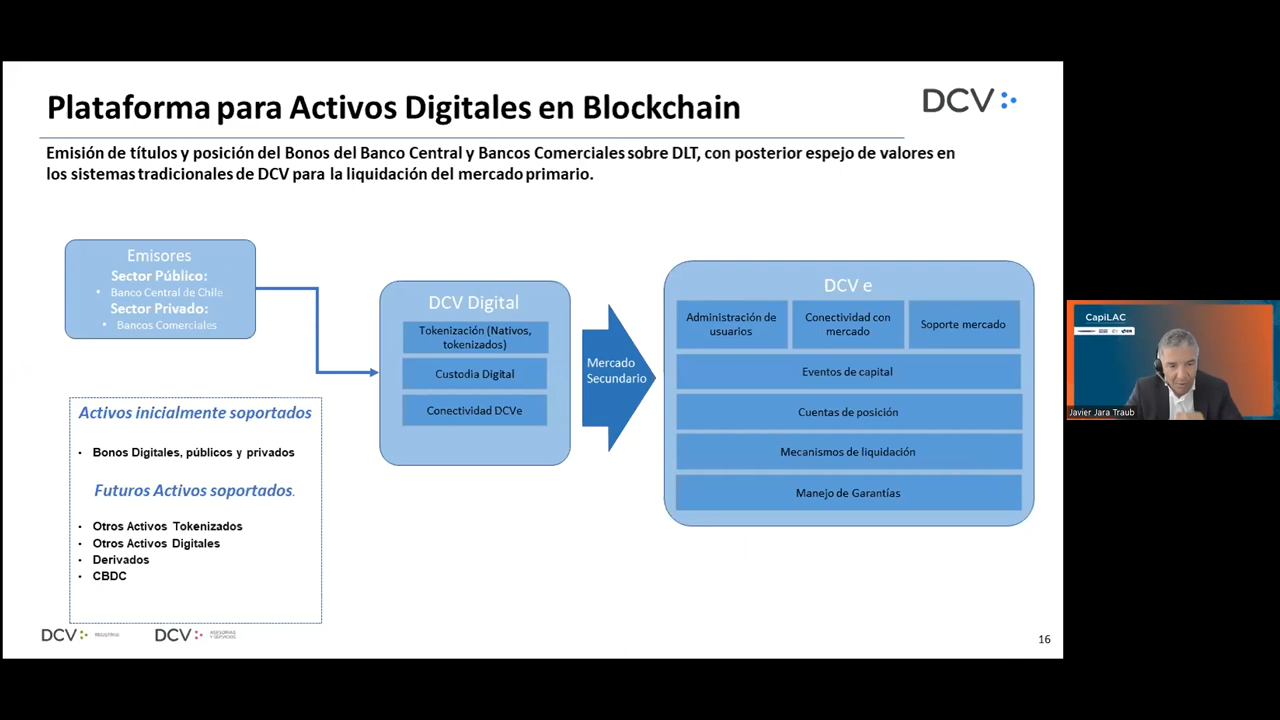 Plataforma para Activos Digitales en Blockchain
DCV
Emisión de títulos y posición del Bonos del Banco Central y Bancos Comerciales sobre DLT, con posterior espejo de valores en
los sistemas tradicionales de DCV para la liquidación del mercado primario.
Emisores
Sector Público:
• Banco Central de Chile
Sector Privado:
• Bancos Comerciales
DCV Digital
Tokenización (Nativos,
tokenizados)
Custodia Digital
Conectividad DCVe
Mercado
Secundario
DCV e
Administración de
usuarios
Conectividad con
mercado
Soporte mercado
Eventos de capital
Cuentas de posición
Mecanismos de liquidación
Manejo de Garantías
Activos inicialmente soportados
• Bonos Digitales, públicos y privados
Futuros Activos soportados.
• Otros Activos Tokenizados
• Otros Activos Digitales
• Derivados
• CBDC
DCV REGISTROS
DCV ASESORÍAS
Y SERVICIOS
16
CapiLAC
Javier Jara Traub